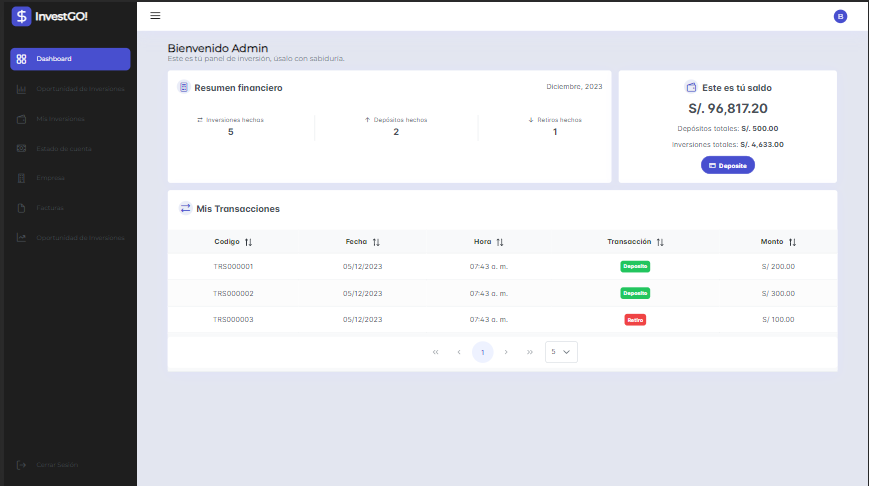 InvestGO!
B
Dashboard
Oportunidad de Inversiones
Mis inversiones
Estado de cuenta
Empresa
Facturas
Oportunidad de Inversiones
Cerrar Sesión
Bienvenido Admin
Este es tú panel de inversión, úsalo con sabiduría.
Resumen financiero
Diciembre, 2023
Inversiones hechos
5
Depósitos hechos
2
Retiros hechos
1
Este es tú saldo
S/. 96,817.20
Depósitos totales: S/. 500.00
Inversiones totales: S/. 4,633.00
Deposite
Mis Transacciones
Codigo Fecha Hora Transacción Monto
TRS000001 05/12/2023 07:43 a. m. Deposito S/ 200.00
TRS000002 05/12/2023 07:43 a. m. Deposito S/ 300.00
TRS000003 05/12/2023 07:43 a. m. Retiro S/ 100.00
« ‹ 1 › » 5